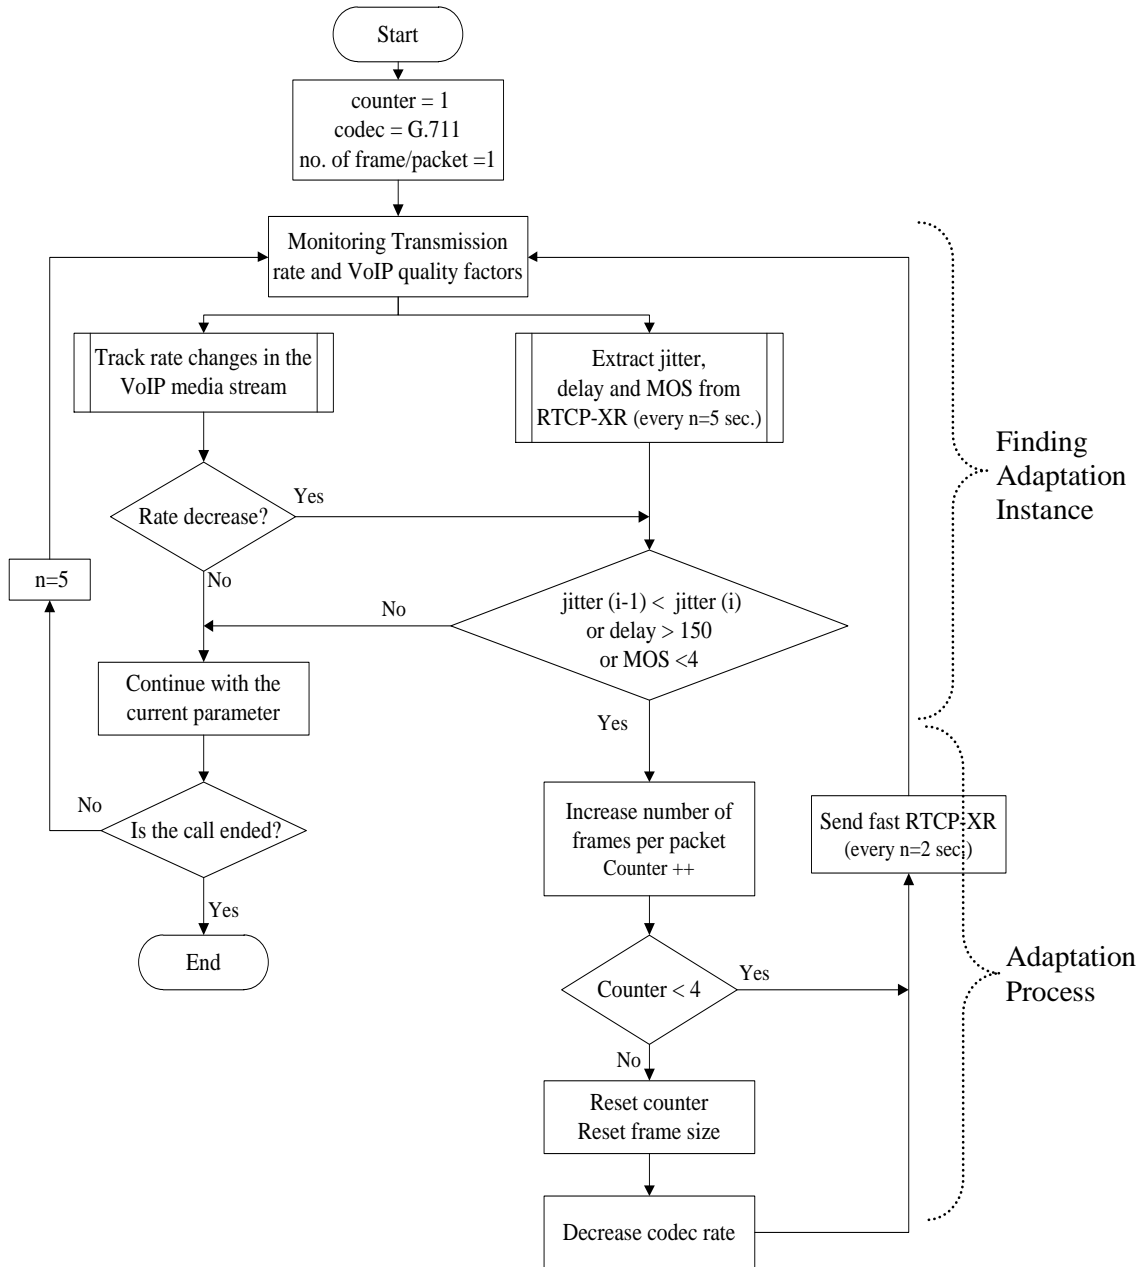 Start
counter = 1
codec = G.711
no. of frame/packet =1
Monitoring Transmission
rate and VoIP quality factors
Track rate changes in the
VoIP media stream
Extract jitter,
delay and MOS from
RTCP-XR (every n=5 sec.)
Finding
Adaptation
Instance
Rate decrease?
Yes
No
n=5
jitter (i-1) < jitter (i)
or delay > 150
or MOS <4
No
Yes
Continue with the
current parameter
Is the call ended?
No
Yes
End
Increase number of
frames per packet
Counter ++
Send fast RTCP-XR
(every n=2 sec.)
Counter < 4
Yes
No
Adaptation
Process
Reset counter
Reset frame size
Decrease codec rate